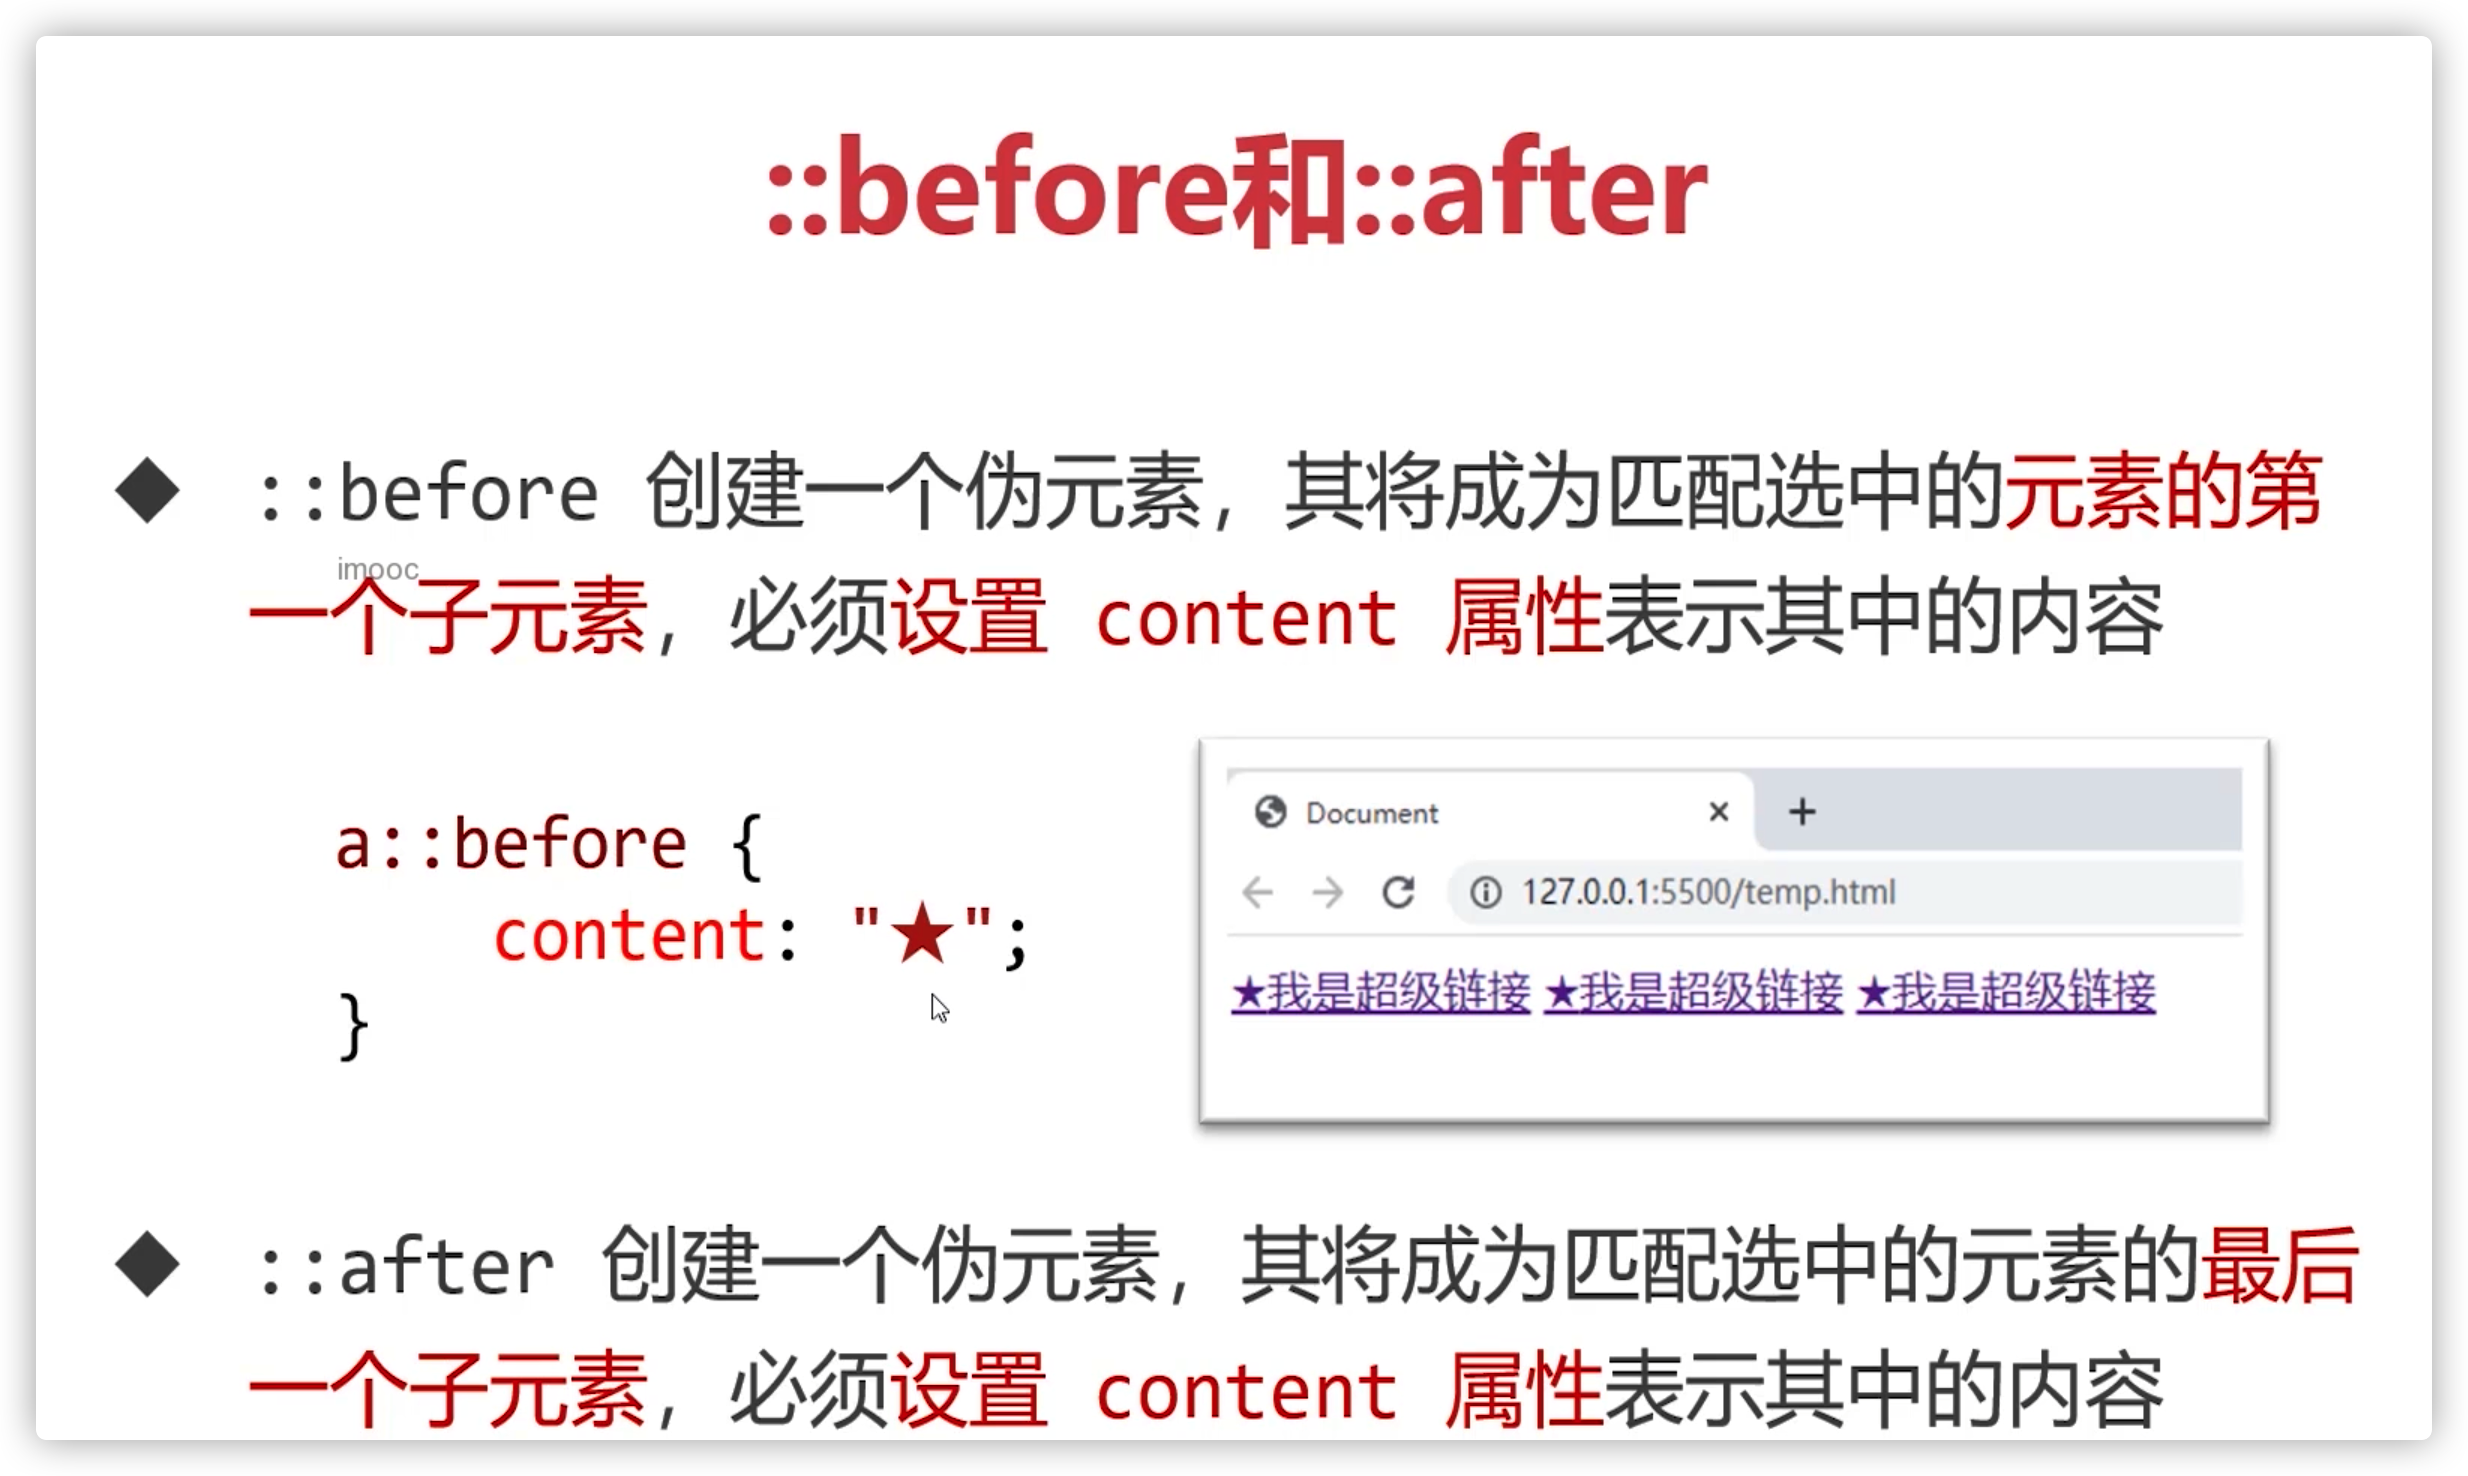 ::before和::after
◆ ::before 创建一个伪元素，其将成为匹配选中的元素的第
imooc
一个子元素，必须设置 content 属性表示其中的内容
a::before {
content: "★";
}
Document × +
127.0.0.1:5500/temp.html
★我是超级链接 ★我是超级链接 ★我是超级链接
◆ ::after 创建一个伪元素，其将成为匹配选中的元素的最后
一个子元素，必须设置 content 属性表示其中的内容